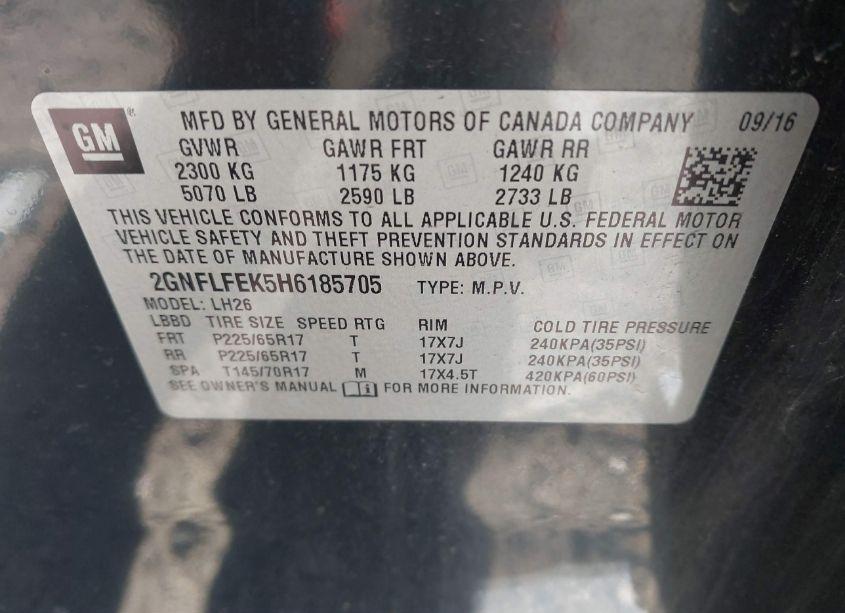 GM ® MFD BY GENERAL MOTORS OF CANADA COMPANY 09/16
GVWR GAWR FRT GAWR RR
2300 KG 1175 KG 1240 KG
5070 LB 2590 LB 2733 LB
THIS VEHICLE CONFORMS TO ALL APPLICABLE U.S. FEDERAL MOTOR
VEHICLE SAFETY AND THEFT PREVENTION STANDARDS IN EFFECT ON
THE DATE OF MANUFACTURE SHOWN ABOVE.
2GNFLFEK5H6185705 TYPE: M.P.V.
MODEL: LH26
LBBD TIRE SIZE SPEED RTG RIM COLD TIRE PRESSURE
FRT P225/65R17 T 17X7J 240KPA(35PSI)
RR P225/65R17 T 17X7J 240KPA(35PSI)
SPA T145/70R17 M 17X4.5T 420KPA(60PSI)
SEE OWNER'S MANUAL FOR MORE INFORMATION.